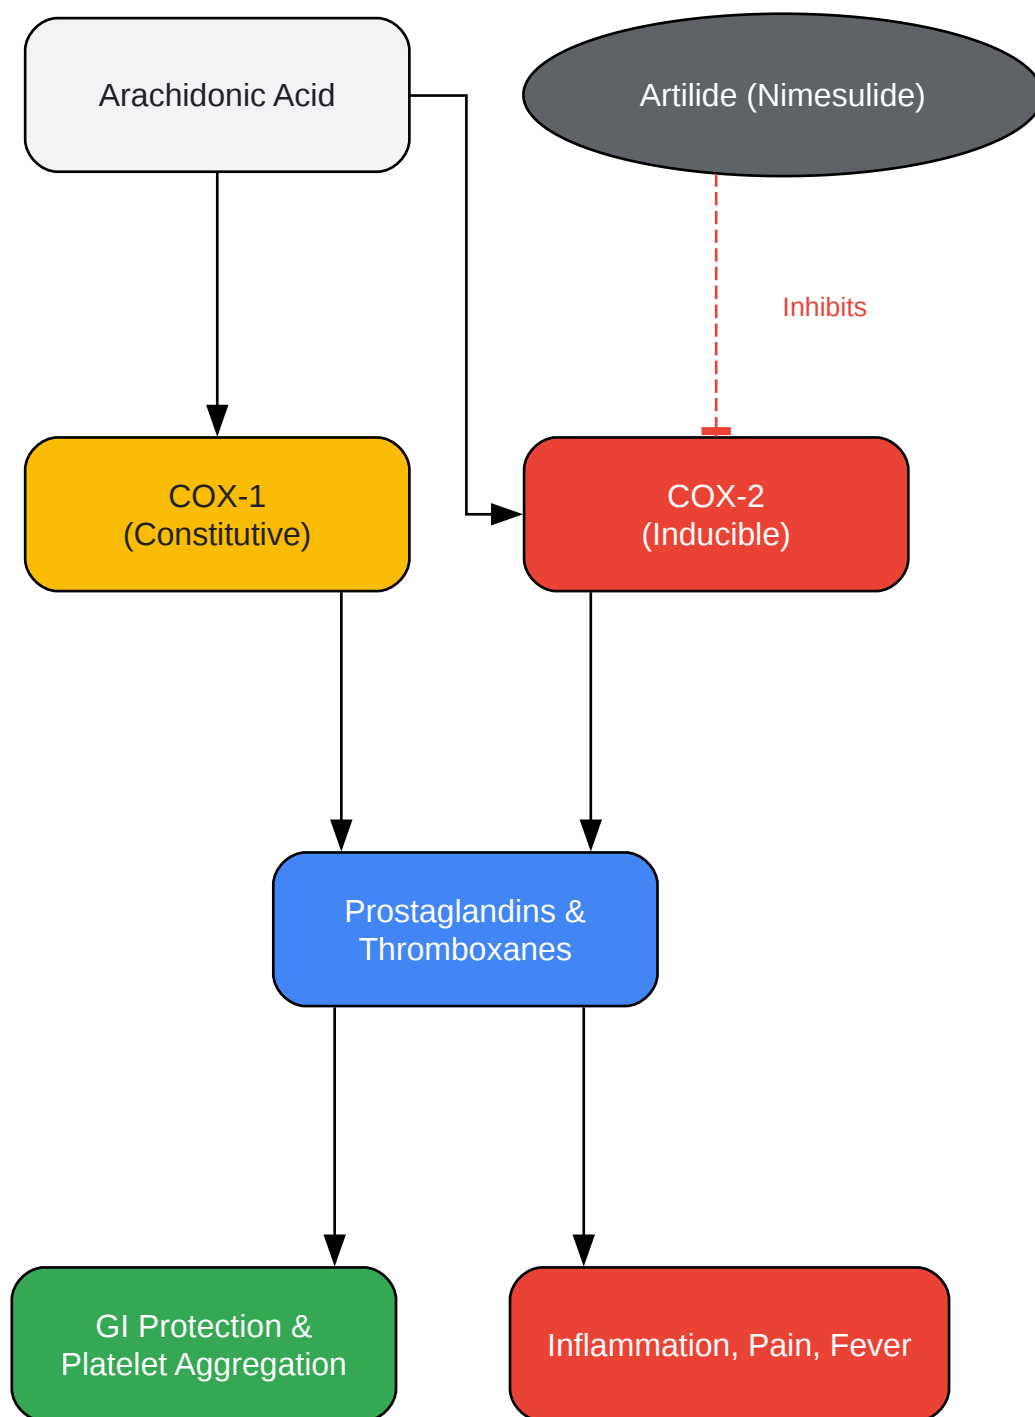 Arachidonic Acid
Artilide (Nimesulide)
Inhibits
COX-1
(Constitutive)
COX-2
(Inducible)
Prostaglandins &
Thromboxanes
GI Protection &
Platelet Aggregation
Inflammation, Pain, Fever